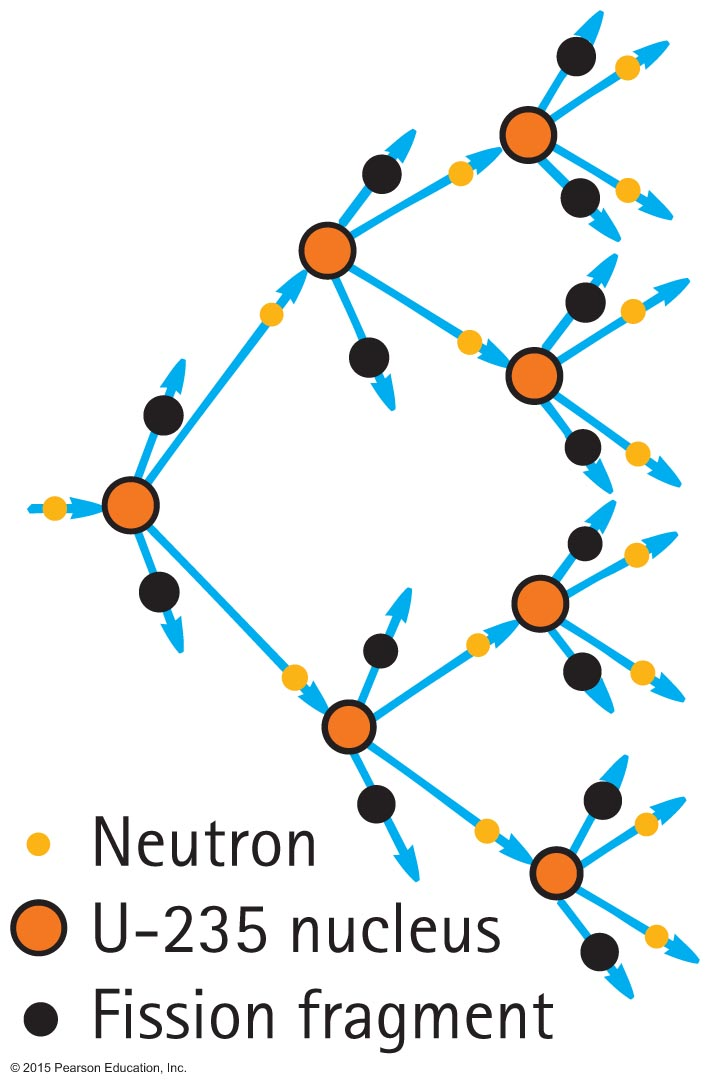 Neutron
U-235 nucleus
Fission fragment
© 2015 Pearson Education, Inc.